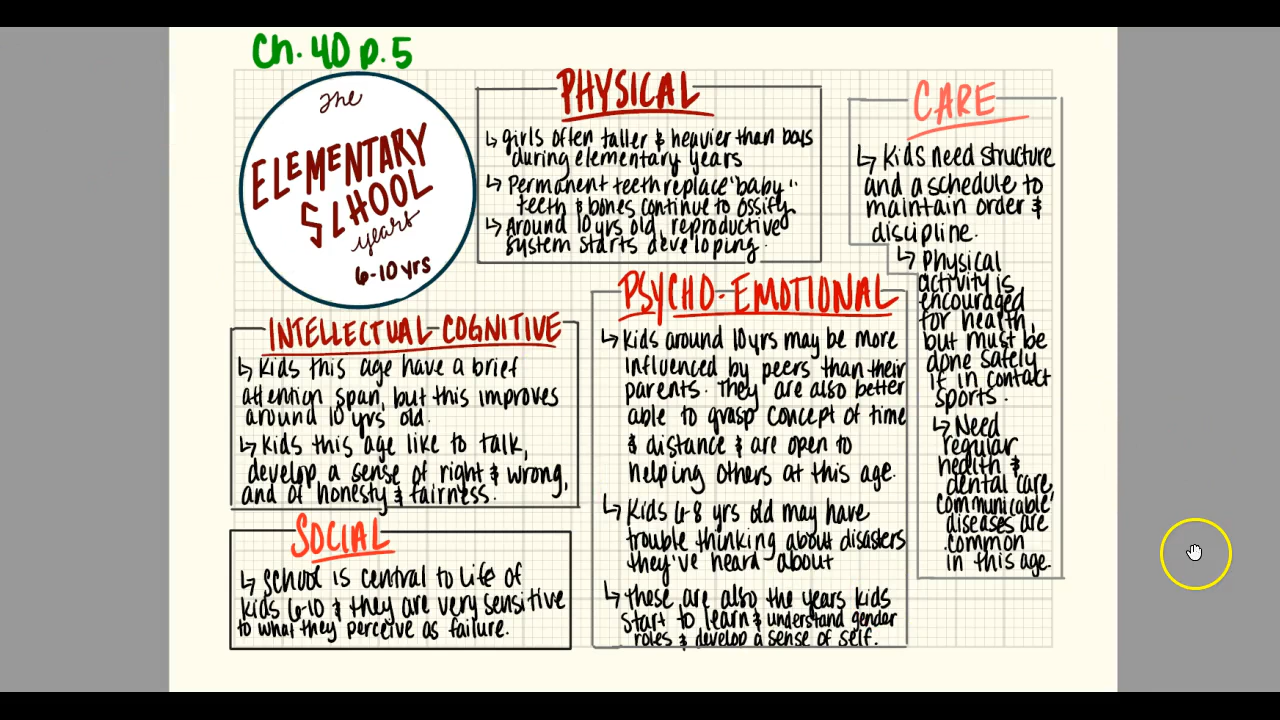 Ch. 40 p. 5
The
ELEMENTARY
SCHOOL
years
6-10 yrs
PHYSICAL
↳ girls often taller & heavier than boys
during elementary years
↳ Permanent teeth replace "baby"
teeth & bones continue to ossify
↳ Around 10 yrs old, reproductive
system starts developing.
CARE
↳ Kids need structure
and a schedule to
maintain order &
discipline.
↳ Physical
activity is
encouraged
for health,
but must be
done safely
if in contact
sports.
↳ Need
regular
health &
dental care,
communicable
diseases are
common
in this age.
INTELLECTUAL-COGNITIVE
↳ Kids this age have a brief
attention span, but this improves
around 10 yrs old.
↳ Kids this age like to talk,
develop a sense of right & wrong,
and of honesty & fairness.
PSYCHO-EMOTIONAL
↳ Kids around 10 yrs may be more
influenced by peers than their
parents. They are also better
able to grasp concept of time
& distance & are open to
helping others at this age.
↳ Kids 6-8 yrs old may have
trouble thinking about disasters
they've heard about
↳ these are also the years kids
start to learn & understand gender
roles & develop a sense of self.
SOCIAL
↳ School is central to life of
kids 6-10 & they are very sensitive
to what they perceive as failure.